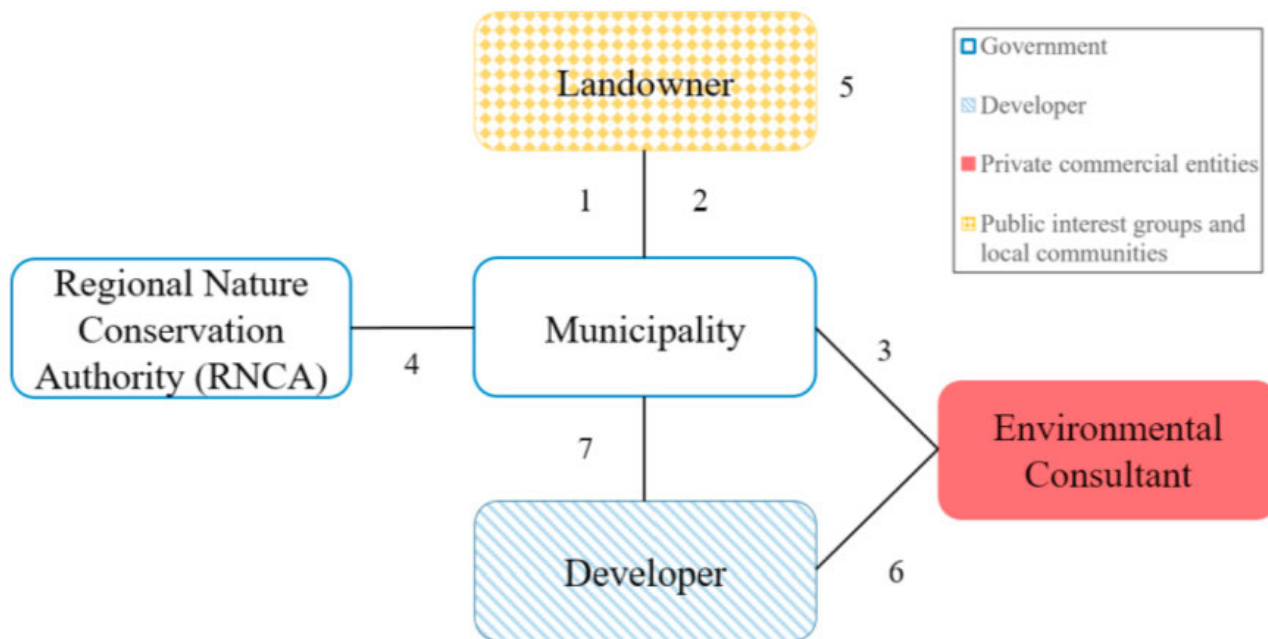 Landowner
5
Government
Developer
Private commercial entities
Public interest groups and
local communities
1
2
Regional Nature
Conservation
Authority (RNCA)
4
Municipality
3
Environmental
Consultant
7
Developer
6